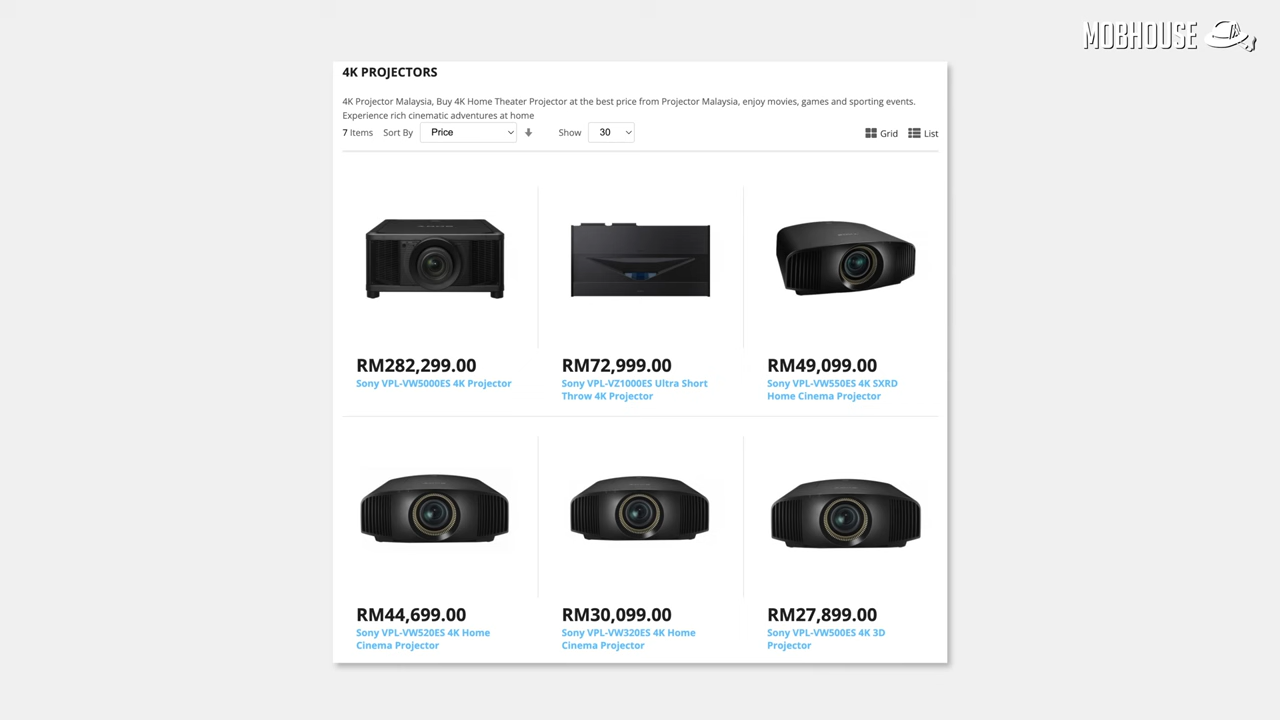 MOBHOUSE
4K PROJECTORS
4K Projector Malaysia, Buy 4K Home Theater Projector at the best price from Projector Malaysia, enjoy movies, games and sporting events.
Experience rich cinematic adventures at home
7 Items Sort By Price Show 30 Grid List
RM282,299.00 RM72,999.00 RM49,099.00
Sony VPL-VW5000ES 4K Projector Sony VPL-VZ1000ES Ultra Short Sony VPL-VW550ES 4K SXRD
Throw 4K Projector Home Cinema Projector
RM44,699.00 RM30,099.00 RM27,899.00
Sony VPL-VW520ES 4K Home Sony VPL-VW320ES 4K Home Sony VPL-VW500ES 4K 3D
Cinema Projector Cinema Projector Projector